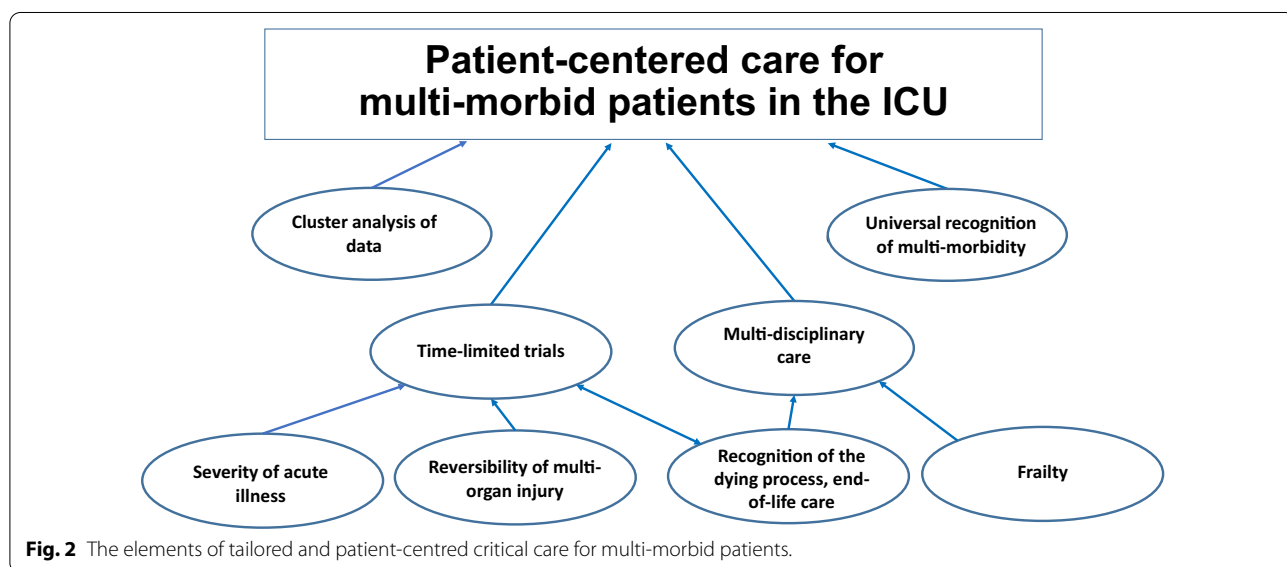 Patient-centered care for
multi-morbid patients in the ICU
Cluster analysis of
data
Universal recognition
of multi-morbidity
Time-limited trials
Multi-disciplinary
care
Severity of acute
illness
Reversibility of multi-
organ injury
Recognition of the
dying process, end-
of-life care
Frailty
Fig. 2 The elements of tailored and patient-centred critical care for multi-morbid patients.